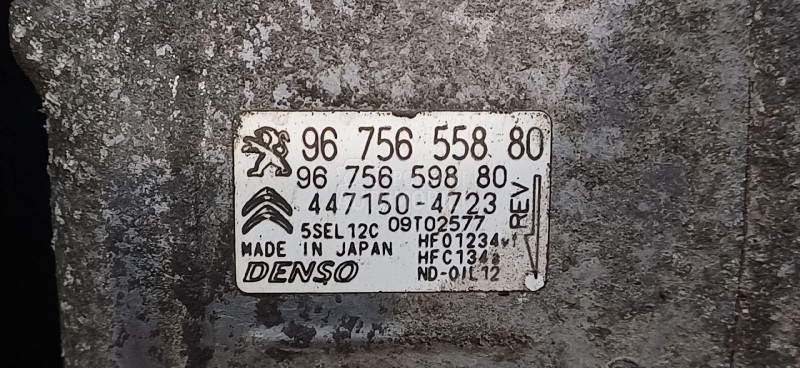 96 756 558 80
96 756 598 80
447150-4723
5SEL12C 09T02577
REV
HFO1234yf
MADE IN JAPAN HFC134a
DENSO ND-OIL12